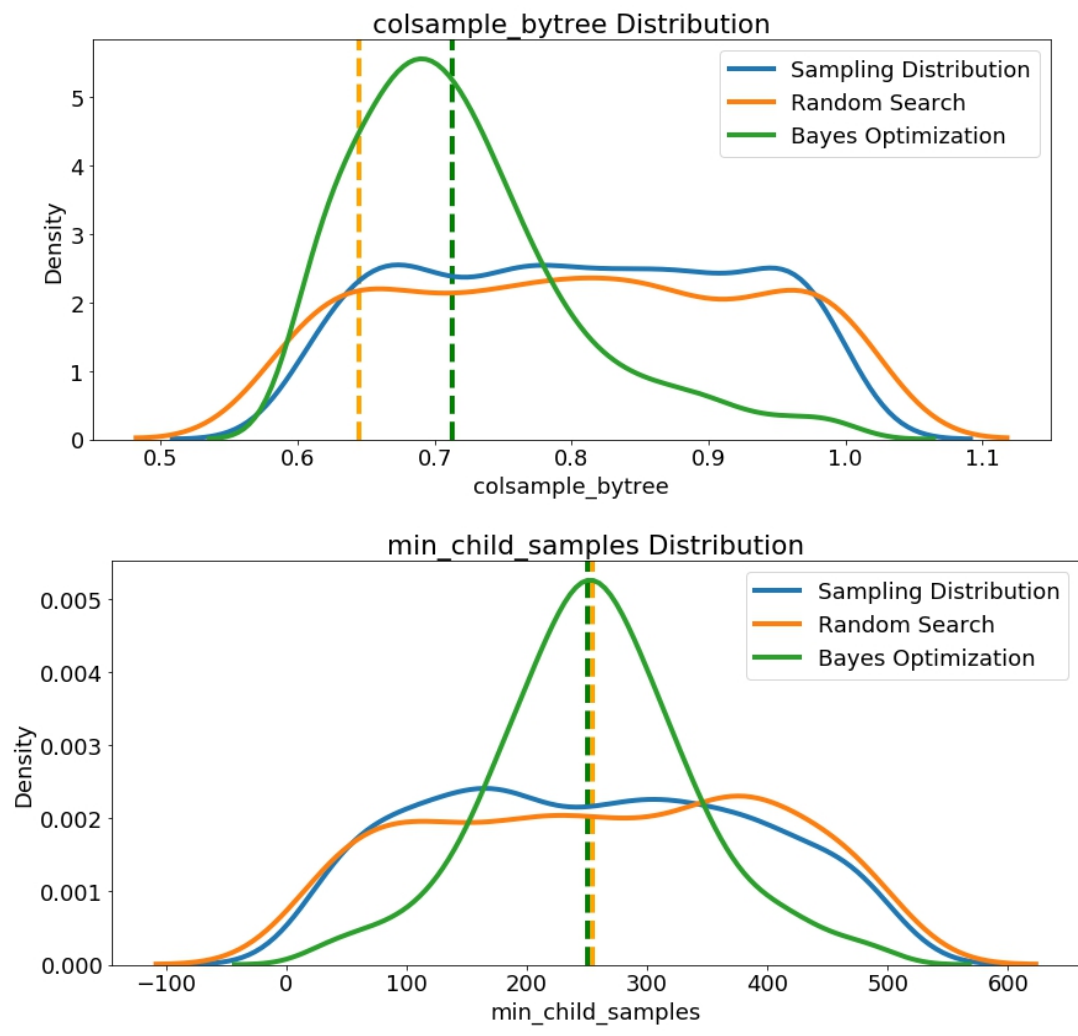 colsample_bytree Distribution
Sampling Distribution
Random Search
Bayes Optimization
Density
5
4
3
2
1
0
0.5 0.6 0.7 0.8 0.9 1.0 1.1
colsample_bytree
min_child_samples Distribution
Sampling Distribution
Random Search
Bayes Optimization
Density
0.005
0.004
0.003
0.002
0.001
0.000
−100 0 100 200 300 400 500 600
min_child_samples